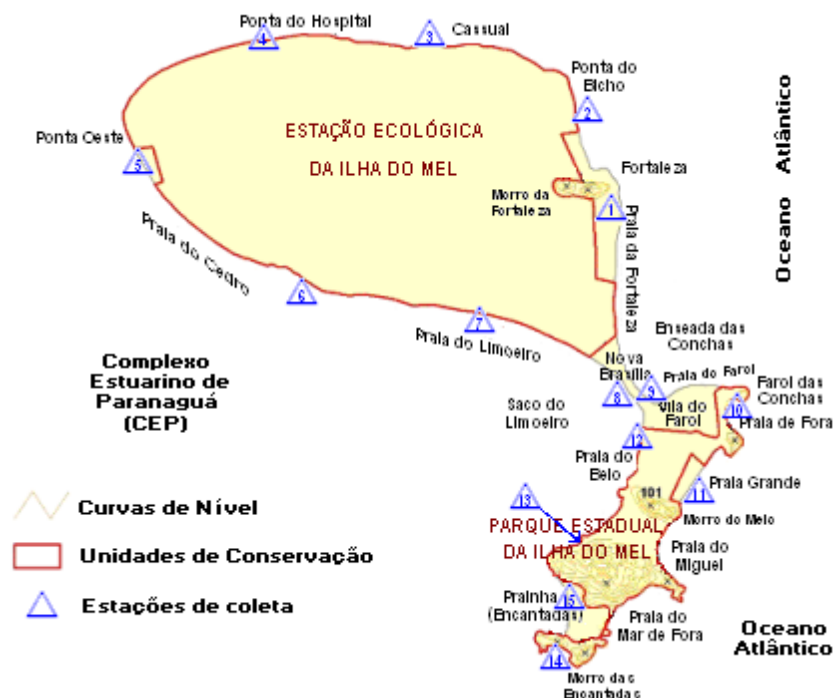 Ponta do Hospital
4
3
Cassual
Ponta do
Bicho
2
ESTAÇÃO ECOLÓGICA
DA ILHA DO MEL
Oceano Atlântico
Ponta Oeste
5
Fortaleza
Morro da
Fortaleza
1
Praia da Fortaleza
Praia do Cedro
6
7
Praia do Limoeiro
Enseada das
Conchas
Nova
Brasília
Praia do Farol
Farol das
Conchas
8
9
10
Vila do
Farol
Praia de Fora
Complexo
Estuarino de
Paranaguá
(CEP)
Saco do
Limoeiro
12
Praia do
Belo
Praia Grande
11
101
13
Morro do Meio
PARQUE ESTADUAL
DA ILHA DO MEL
Praia do
Miguel
Curvas de Nível
Unidades de Conservação
Estações de coleta
Prainha
(Encantadas)
15
Praia do
Mar de Fora
Oceano
Atlântico
14
Morro das
Encantadas